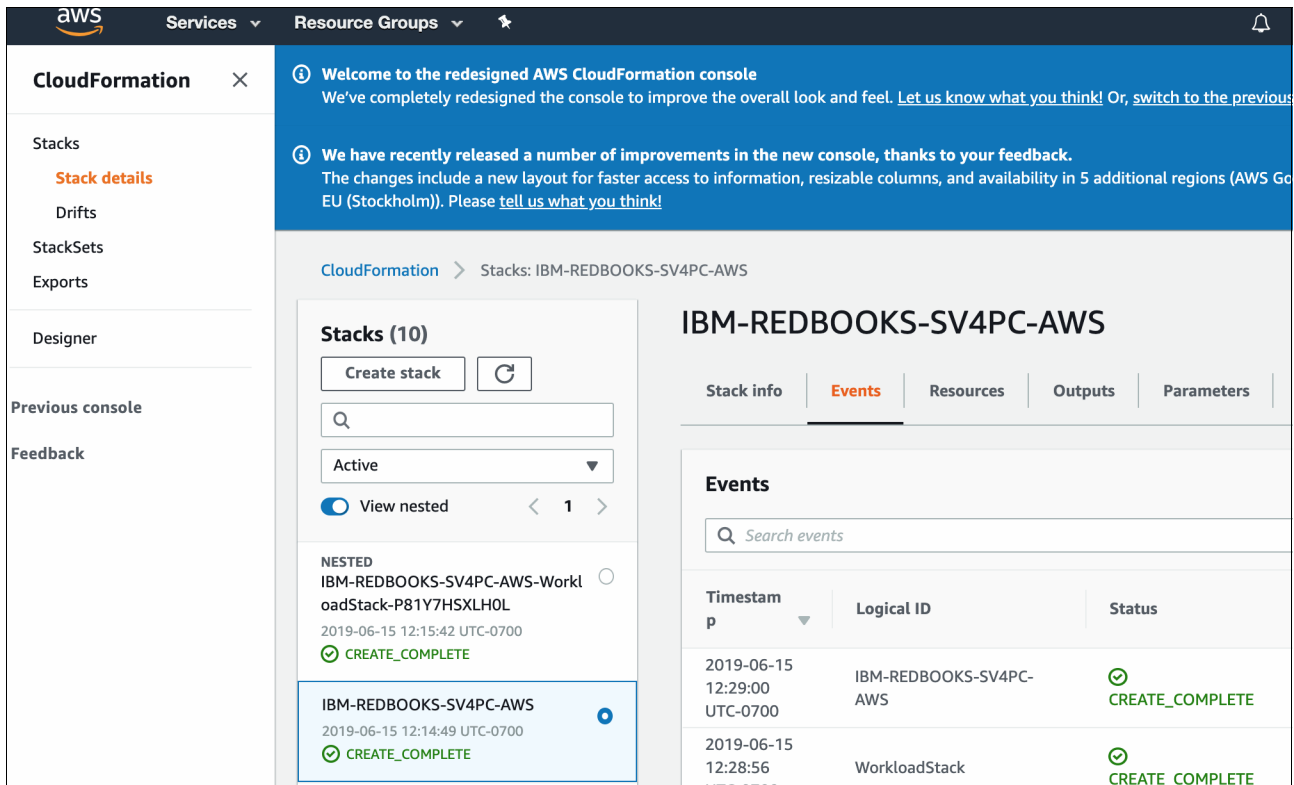 aws
Services
Resource Groups
CloudFormation
Stacks
Stack details
Drifts
StackSets
Exports
Designer
Previous console
Feedback
Welcome to the redesigned AWS CloudFormation console
We've completely redesigned the console to improve the overall look and feel. Let us know what you think! Or, switch to the previous
We have recently released a number of improvements in the new console, thanks to your feedback.
The changes include a new layout for faster access to information, resizable columns, and availability in 5 additional regions (AWS Go
EU (Stockholm)). Please tell us what you think!
CloudFormation
Stacks: IBM-REDBOOKS-SV4PC-AWS
Stacks (10)
Create stack
Active
View nested
1
NESTED
IBM-REDBOOKS-SV4PC-AWS-Workl
oadStack-P81Y7HSXLH0L
2019-06-15 12:15:42 UTC-0700
CREATE_COMPLETE
IBM-REDBOOKS-SV4PC-AWS
2019-06-15 12:14:49 UTC-0700
CREATE_COMPLETE
IBM-REDBOOKS-SV4PC-AWS
Stack info
Events
Resources
Outputs
Parameters
Events
Search events
Timestam
p
Logical ID
Status
2019-06-15
12:29:00
UTC-0700
IBM-REDBOOKS-SV4PC-
AWS
CREATE_COMPLETE
2019-06-15
12:28:56
WorkloadStack
CREATE_COMPLETE